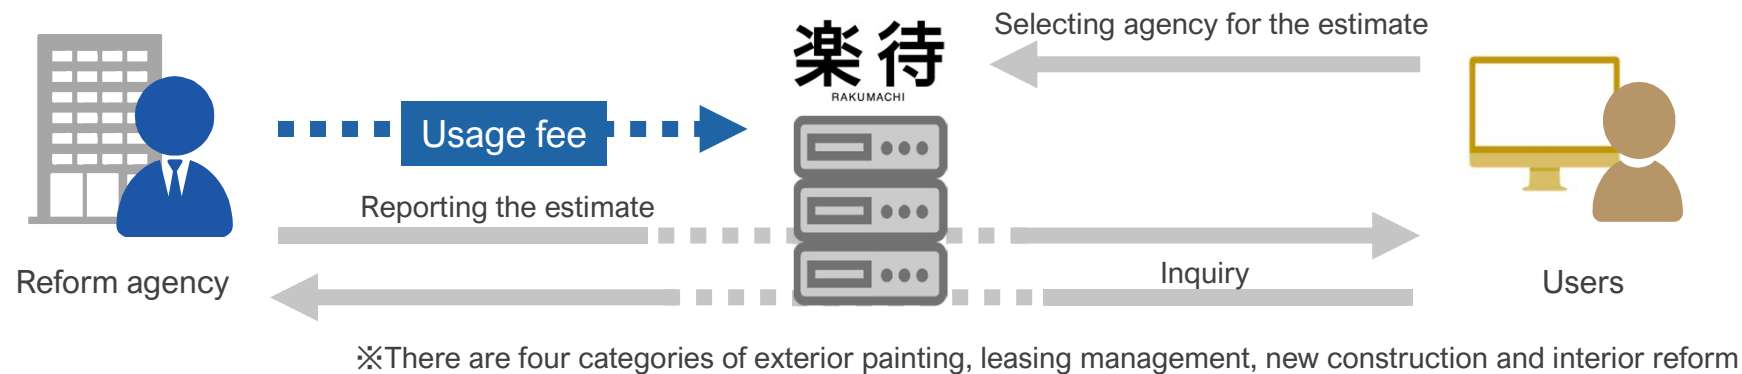 Selecting agency for the estimate
楽待
RAKUMACHI
Usage fee
Reporting the estimate
Inquiry
Reform agency
Users
※There are four categories of exterior painting, leasing management, new construction and interior reform